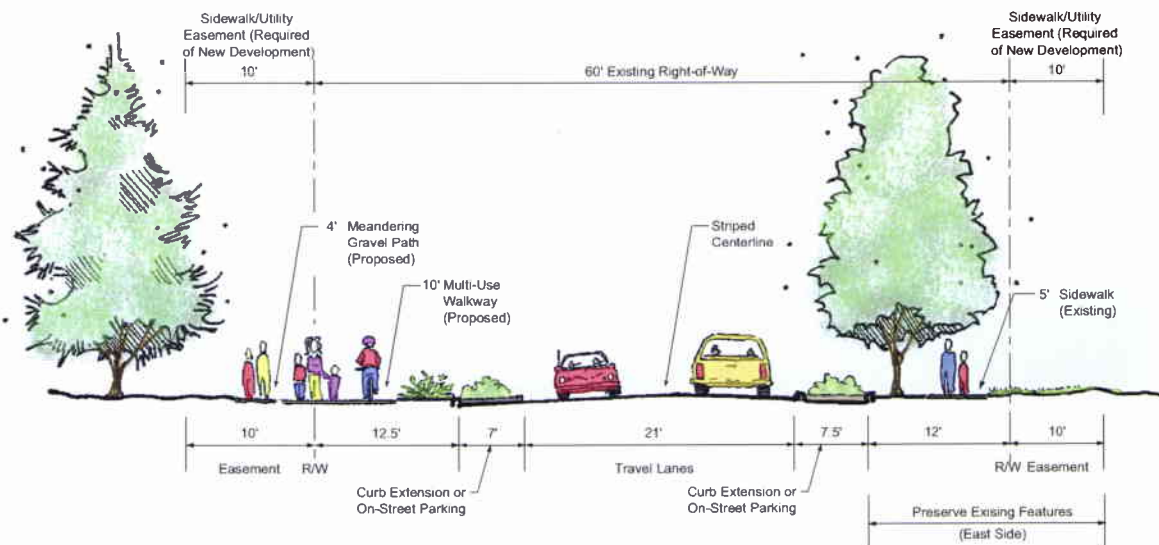 Sidewalk/Utility
Easement (Required
of New Development)
10'
60' Existing Right-of-Way
Sidewalk/Utility
Easement (Required
of New Development)
10'
4' Meandering
Gravel Path
(Proposed)
10' Multi-Use
Walkway
(Proposed)
Striped
Centerline
5' Sidewalk
(Existing)
10'
12.5'
7'
21'
7 5'
12'
10'
Easement
R/W
Travel Lanes
R/W Easement
Curb Extension or
On-Street Parking
Curb Extension or
On-Street Parking
Preserve Exising Features
(East Side)